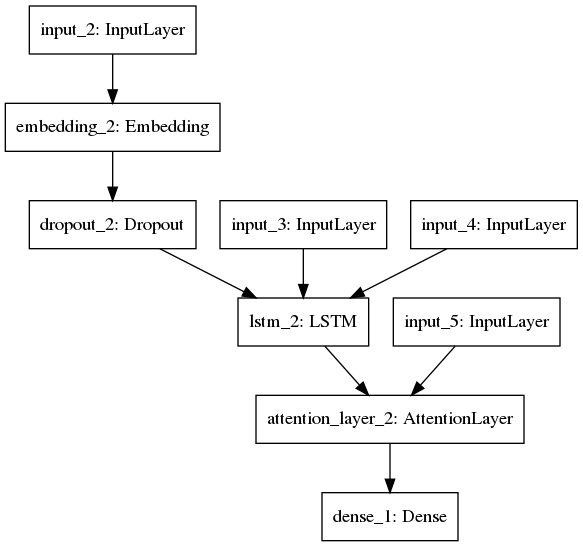 input_2: InputLayer
embedding_2: Embedding
dropout_2: Dropout
input_3: InputLayer
input_4: InputLayer
lstm_2: LSTM
input_5: InputLayer
attention_layer_2: AttentionLayer
dense_1: Dense